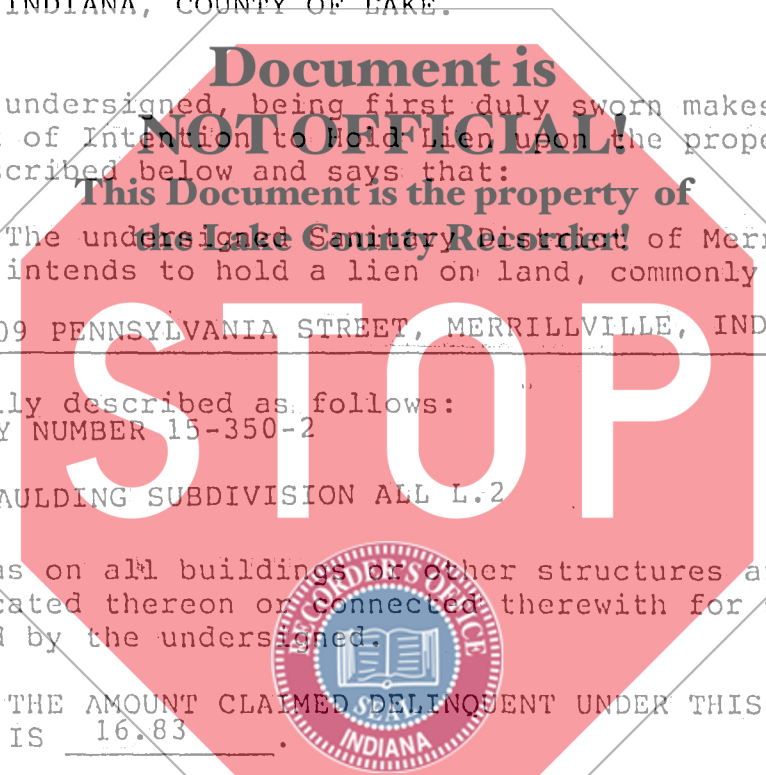 INDIANA, COUNTY OF LAKE.
Document is
undersigned, being first duly sworn makes
of Intention to Hold Lien upon the prope
NOT OFFICIAL!
scribed below and says that:
This Document is the property of
The undersigned Sanitary District of Merr
the Lake County Recorder!
intends to hold a lien on land, commonly
09 PENNSYLVANIA STREET, MERRILLVILLE, IND
STOP
ly described as follows:
Y NUMBER 15-350-2
AULDING SUBDIVISION ALL L.2
as on all buildings or other structures a
cated thereon or connected therewith for
d by the undersigned.
RECORDER'S OFFICE
SEAL
INDIANA
THE AMOUNT CLAIMED DELINQUENT UNDER THIS
IS 16.83.